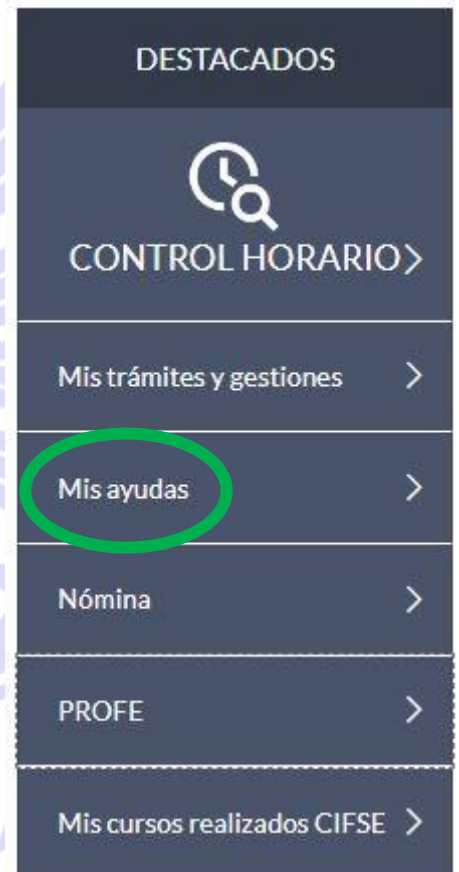 DESTACADOS
CONTROL HORARIO
Mis trámites y gestiones
Mis ayudas
Nómina
PROFE
Mis cursos realizados CIFSE